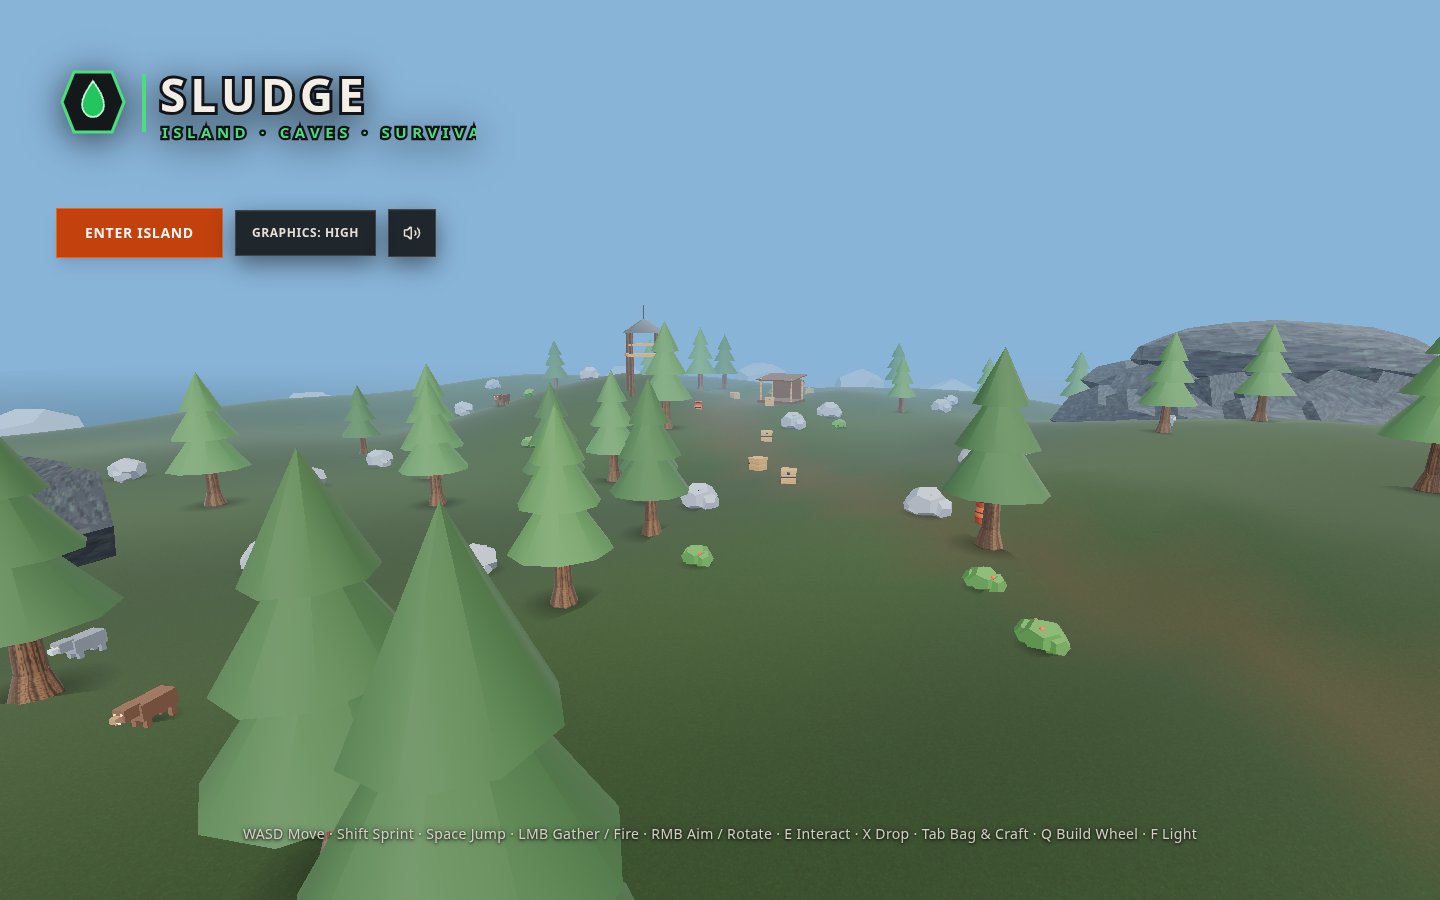 SLUDGE
ISLAND · CAVES · SURVIVA
ENTER ISLAND
GRAPHICS: HIGH
WASD Move · Shift Sprint · Space Jump · LMB Gather / Fire · RMB Aim / Rotate · E Interact · X Drop · Tab Bag & Craft · Q Build Wheel · F Light